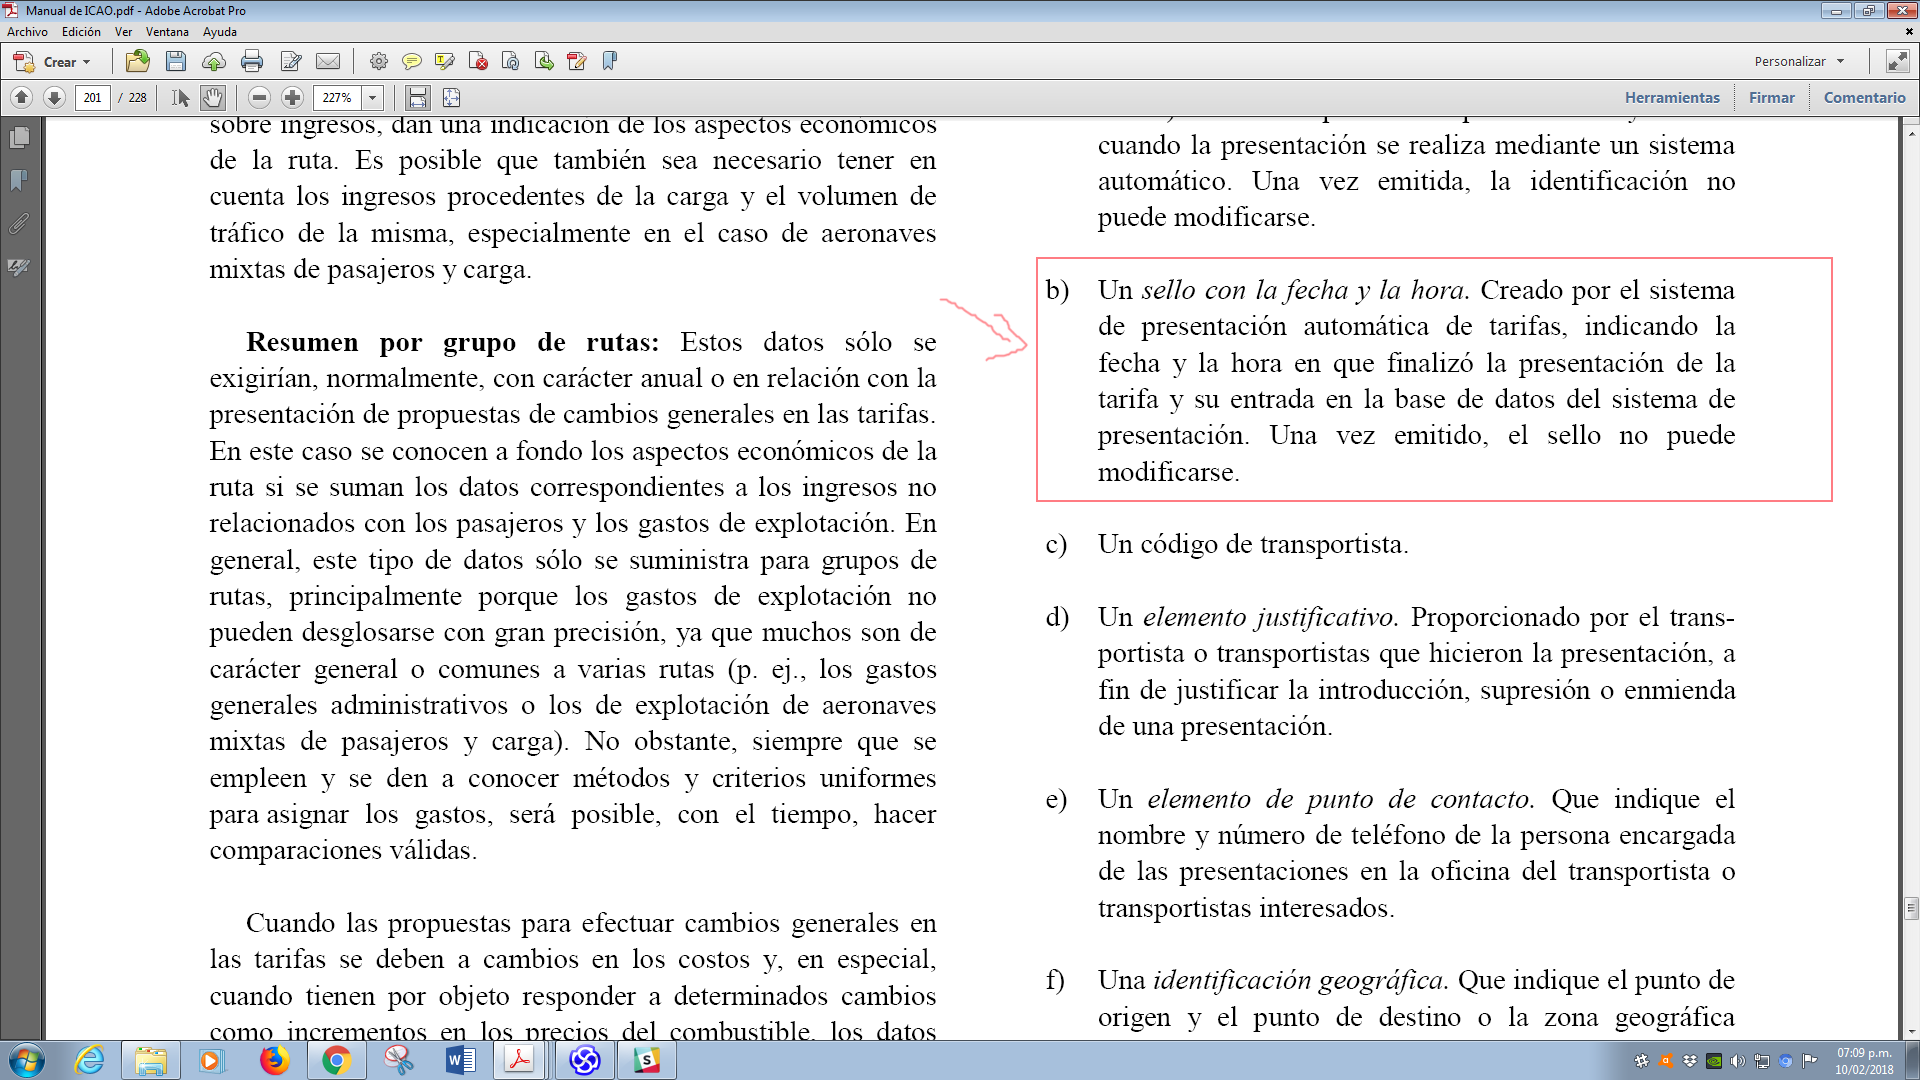 Manual de ICAO.pdf - Adobe Acrobat Pro
Archivo Edición Ver Ventana Ayuda
Crear
Personalizar
201 / 228
227%
Herramientas Firmar Comentario
sobre ingresos, dan una indicación de los aspectos económicos
de la ruta. Es posible que también sea necesario tener en
cuenta los ingresos procedentes de la carga y el volumen de
tráfico de la misma, especialmente en el caso de aeronaves
mixtas de pasajeros y carga.
Resumen por grupo de rutas: Estos datos sólo se
exigirían, normalmente, con carácter anual o en relación con la
presentación de propuestas de cambios generales en las tarifas.
En este caso se conocen a fondo los aspectos económicos de la
ruta si se suman los datos correspondientes a los ingresos no
relacionados con los pasajeros y los gastos de explotación. En
general, este tipo de datos sólo se suministra para grupos de
rutas, principalmente porque los gastos de explotación no
pueden desglosarse con gran precisión, ya que muchos son de
carácter general o comunes a varias rutas (p. ej., los gastos
generales administrativos o los de explotación de aeronaves
mixtas de pasajeros y carga). No obstante, siempre que se
empleen y se den a conocer métodos y criterios uniformes
para asignar los gastos, será posible, con el tiempo, hacer
comparaciones válidas.
Cuando las propuestas para efectuar cambios generales en
las tarifas se deben a cambios en los costos y, en especial,
cuando tienen por objeto responder a determinados cambios
como incrementos en los precios del combustible, los datos
cuando la presentación se realiza mediante un sistema
automático. Una vez emitida, la identificación no
puede modificarse.
b) Un sello con la fecha y la hora. Creado por el sistema
de presentación automática de tarifas, indicando la
fecha y la hora en que finalizó la presentación de la
tarifa y su entrada en la base de datos del sistema de
presentación. Una vez emitido, el sello no puede
modificarse.
c) Un código de transportista.
d) Un elemento justificativo. Proporcionado por el trans-
portista o transportistas que hicieron la presentación, a
fin de justificar la introducción, supresión o enmienda
de una presentación.
e) Un elemento de punto de contacto. Que indique el
nombre y número de teléfono de la persona encargada
de las presentaciones en la oficina del transportista o
transportistas interesados.
f) Una identificación geográfica. Que indique el punto de
origen y el punto de destino o la zona geográfica
07:09 p.m.
10/02/2018